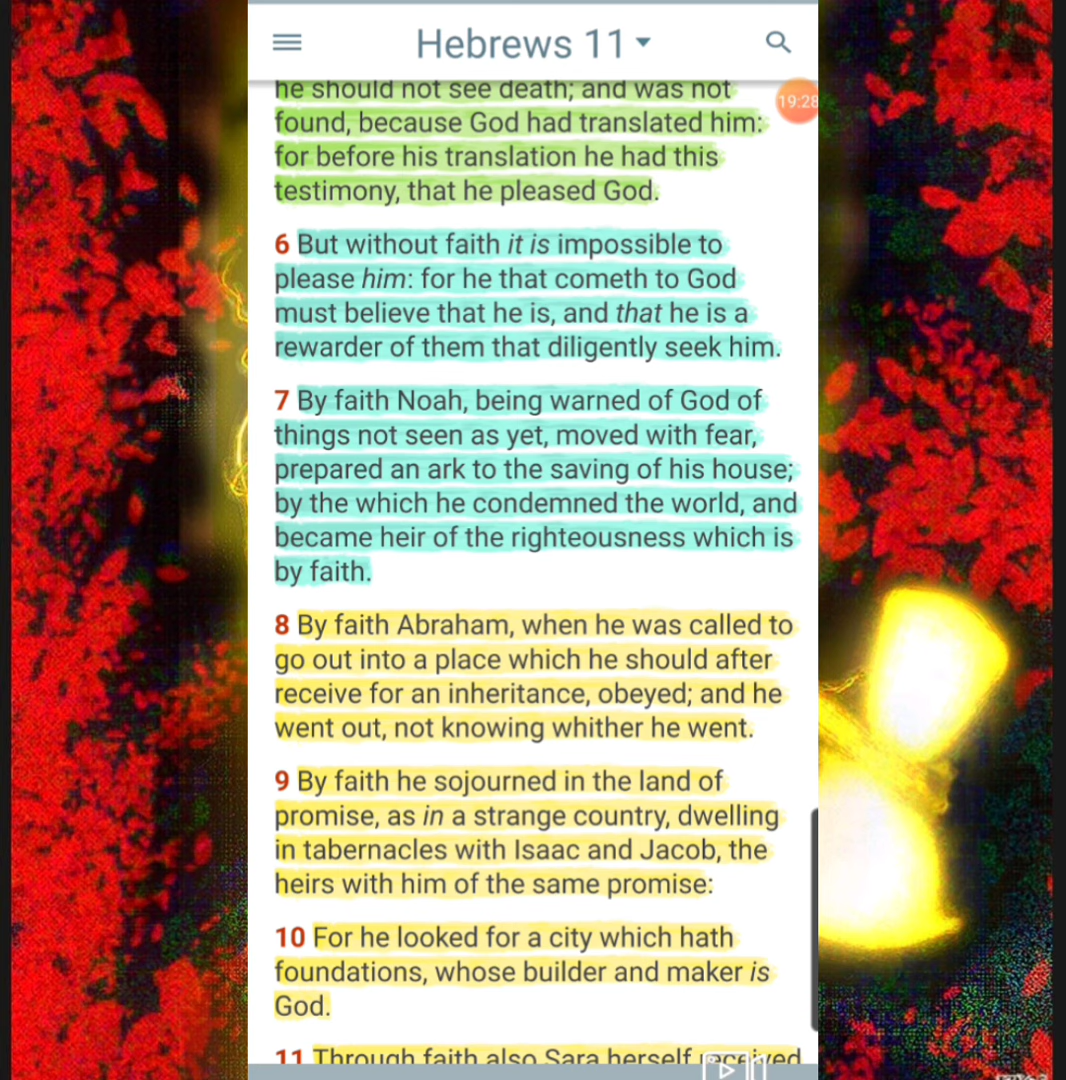 Hebrews 11
19:28
he should not see death; and was not
found, because God had translated him:
for before his translation he had this
testimony, that he pleased God.
6 But without faith it is impossible to
please him: for he that cometh to God
must believe that he is, and that he is a
rewarder of them that diligently seek him.
7 By faith Noah, being warned of God of
things not seen as yet, moved with fear,
prepared an ark to the saving of his house;
by the which he condemned the world, and
became heir of the righteousness which is
by faith.
8 By faith Abraham, when he was called to
go out into a place which he should after
receive for an inheritance, obeyed; and he
went out, not knowing whither he went.
9 By faith he sojourned in the land of
promise, as in a strange country, dwelling
in tabernacles with Isaac and Jacob, the
heirs with him of the same promise:
10 For he looked for a city which hath
foundations, whose builder and maker is
God.
11 Through faith also Sara herself received